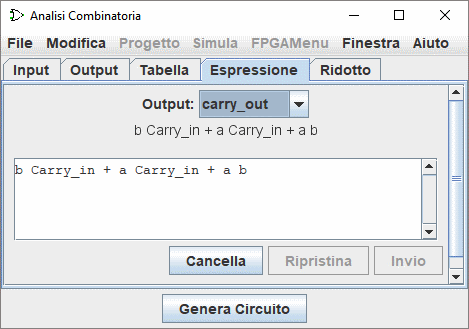 Analisi Combinatoria
File Modifica Progetto Simula FPGAMenu Finestra Aiuto
Input Output Tabella Espressione Ridotto
Output: carry_out
b Carry_in + a Carry_in + a b
b Carry_in + a Carry_in + a b
Cancella Ripristina Invio
Genera Circuito